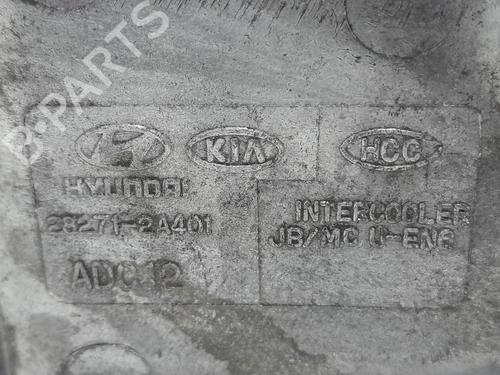 B-PARTS
H KIA HCC
HYUNDAI
28271-2A401
INTERCOOLER
JB/MC U-ENG
ADC12